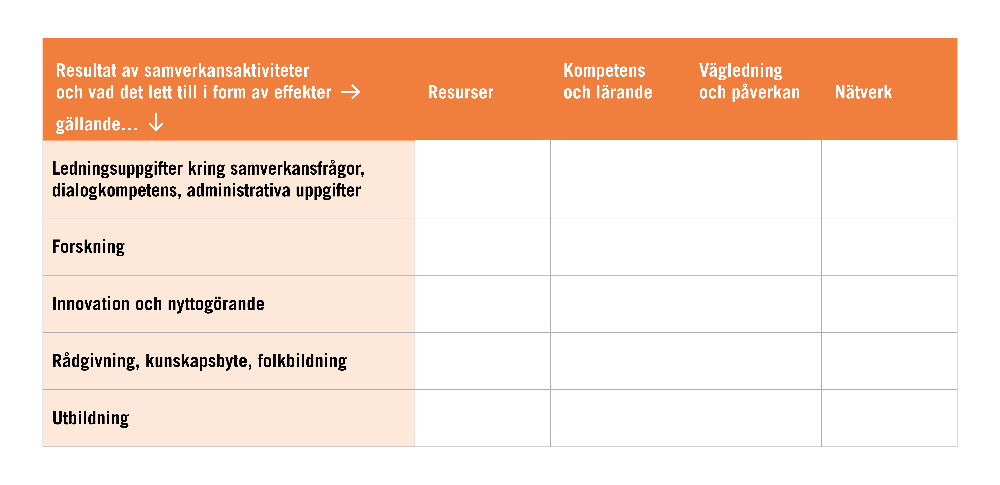 Resultat av samverkansaktiviteter
och vad det lett till i form av effekter →
gällande… ↓
Resurser
Kompetens
och lärande
Vägledning
och påverkan
Nätverk
Ledningsuppgifter kring samverkansfrågor,
dialogkompetens, administrativa uppgifter
Forskning
Innovation och nyttogörande
Rådgivning, kunskapsbyte, folkbildning
Utbildning